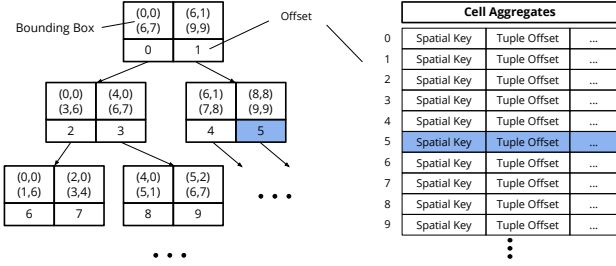 Bounding Box
Offset
(0,0) (6,1)
(6,7) (9,9)
0 1
(0,0) (4,0)
(3,6) (6,7)
2 3
(6,1) (8,8)
(7,8) (9,9)
4 5
(0,0) (2,0)
(1,6) (3,4)
6 7
(4,0) (5,2)
(5,1) (6,7)
8 9
• • •
• • •
Cell Aggregates
0 Spatial Key Tuple Offset ...
1 Spatial Key Tuple Offset ...
2 Spatial Key Tuple Offset ...
3 Spatial Key Tuple Offset ...
4 Spatial Key Tuple Offset ...
5 Spatial Key Tuple Offset ...
6 Spatial Key Tuple Offset ...
7 Spatial Key Tuple Offset ...
8 Spatial Key Tuple Offset ...
9 Spatial Key Tuple Offset ...